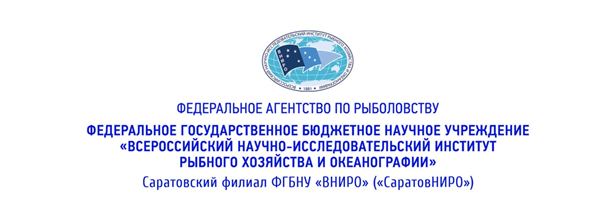 ФЕДЕРАЛЬНОЕ АГЕНТСТВО ПО РЫБОЛОВСТВУ
ФЕДЕРАЛЬНОЕ ГОСУДАРСТВЕННОЕ БЮДЖЕТНОЕ НАУЧНОЕ УЧРЕЖДЕНИЕ
«ВСЕРОССИЙСКИЙ НАУЧНО-ИССЛЕДОВАТЕЛЬСКИЙ ИНСТИТУТ
РЫБНОГО ХОЗЯЙСТВА И ОКЕАНОГРАФИИ»
Саратовский филиал ФГБНУ «ВНИРО» («СаратовНИРО»)